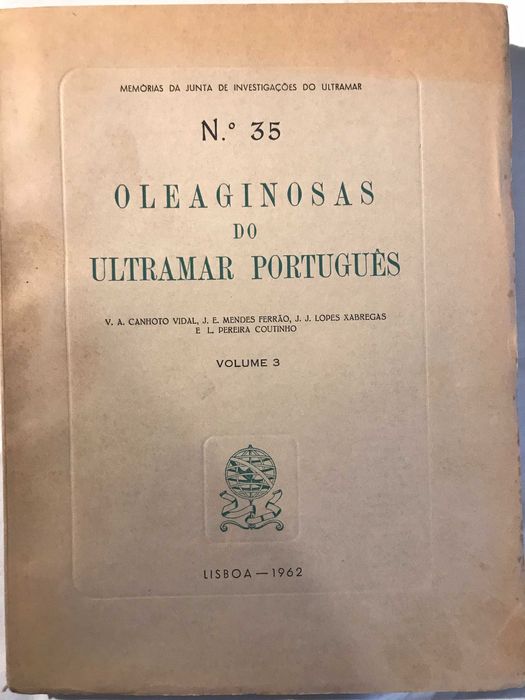 MEMÓRIAS DA JUNTA DE INVESTIGAÇÕES DO ULTRAMAR
N.º 35
OLEAGINOSAS
DO
ULTRAMAR PORTUGUÊS
V. A. CANHOTO VIDAL, J. E. MENDES FERRÃO, J. J. LOPES XABREGAS
E L. PEREIRA COUTINHO
VOLUME 3
LISBOA — 1962